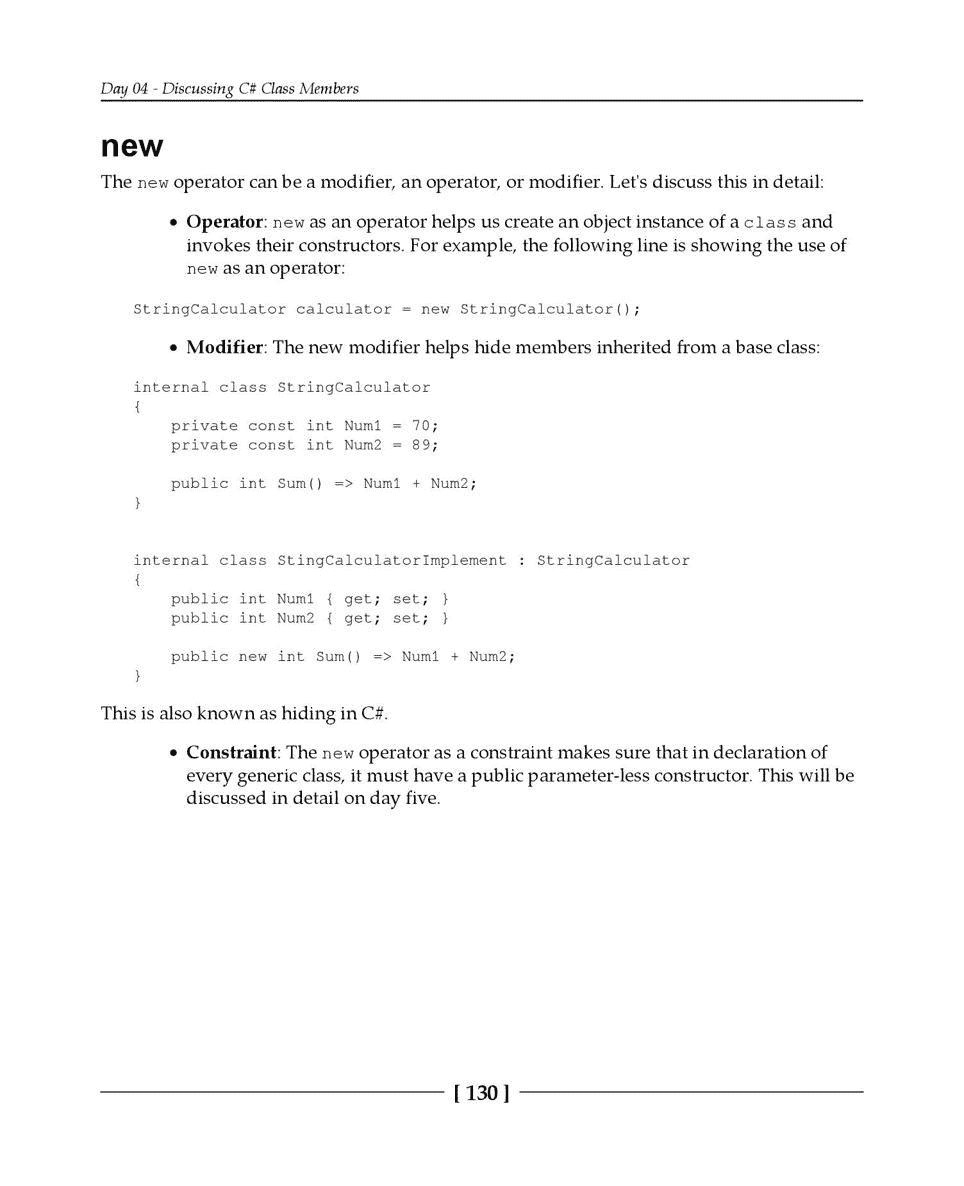 Day 04 - Discussing C# Class Members
new
The new operator can be a modifier, an operator, or modifier. Let's discuss this in detail:
• Operator: new as an operator helps us create an object instance of a class and
invokes their constructors. For example, the following line is showing the use of
new as an operator:
StringCalculator calculator = new StringCalculator();
• Modifier: The new modifier helps hide members inherited from a base class:
internal class StringCalculator
{
    private const int Num1 = 70;
    private const int Num2 = 89;
    public int Sum() => Num1 + Num2;
}
internal class StingCalculatorImplement : StringCalculator
{
    public int Num1 { get; set; }
    public int Num2 { get; set; }
    public new int Sum() => Num1 + Num2;
}
This is also known as hiding in C#.
• Constraint: The new operator as a constraint makes sure that in declaration of
every generic class, it must have a public parameter-less constructor. This will be
discussed in detail on day five.
[ 130 ]